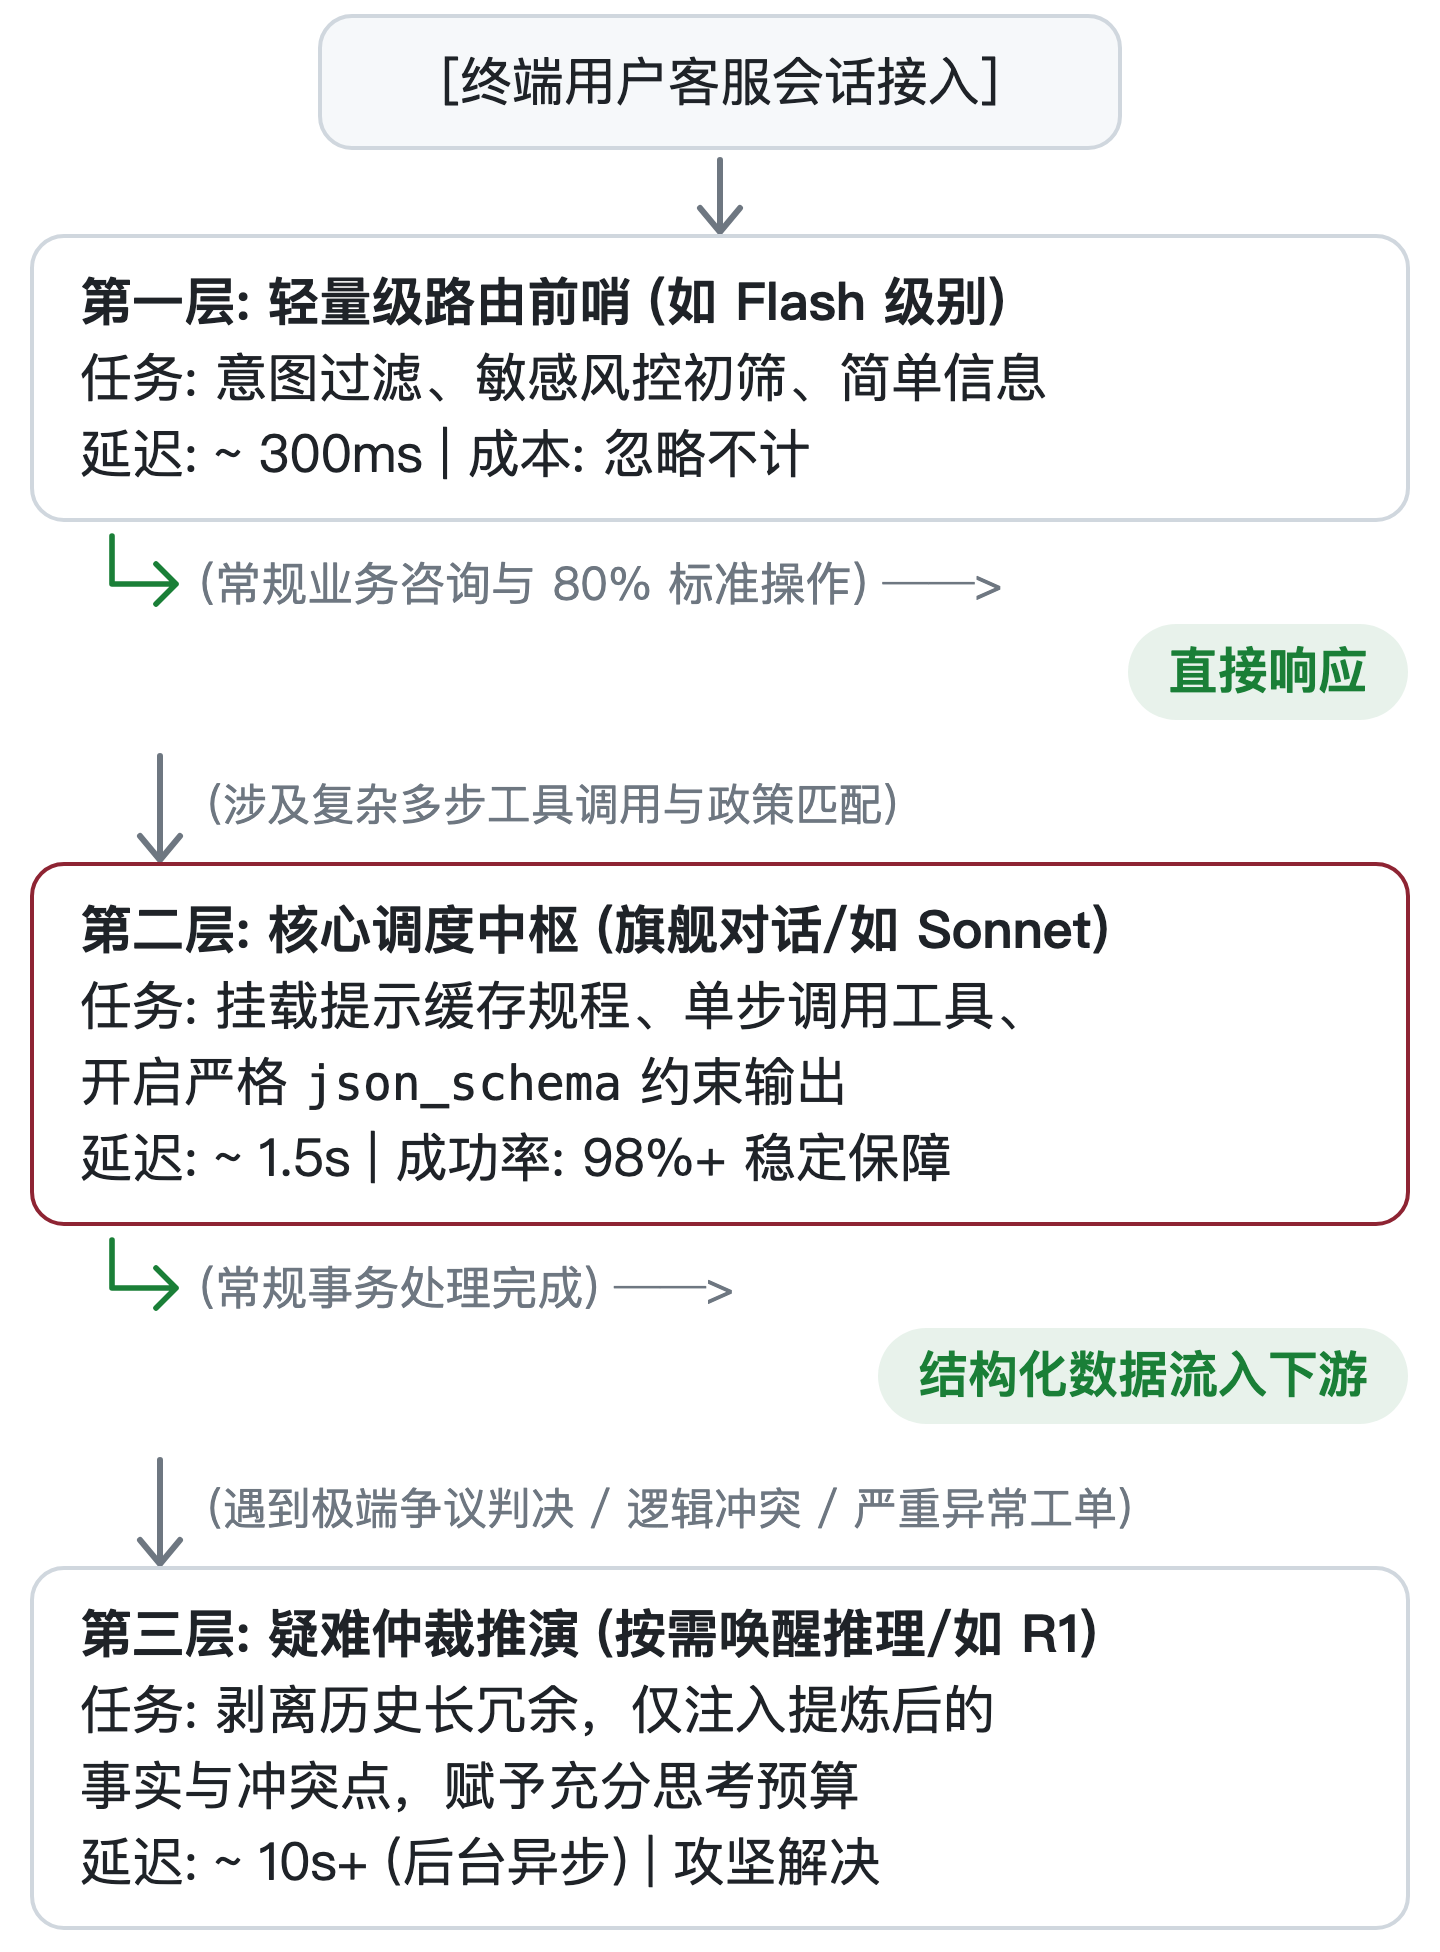 [终端用户客服会话接入]
第一层: 轻量级路由前哨 (如 Flash 级别)
任务: 意图过滤、敏感风控初筛、简单信息
延迟: ~ 300ms | 成本: 忽略不计
(常规业务咨询与 80% 标准操作) ──>
直接响应
(涉及复杂多步工具调用与政策匹配)
第二层: 核心调度中枢 (旗舰对话/如 Sonnet)
任务: 挂载提示缓存规程、单步调用工具、
开启严格 json_schema 约束输出
延迟: ~ 1.5s | 成功率: 98%+ 稳定保障
(常规事务处理完成) ──>
结构化数据流入下游
(遇到极端争议判决 / 逻辑冲突 / 严重异常工单)
第三层: 疑难仲裁推演 (按需唤醒推理/如 R1)
任务: 剥离历史长冗余，仅注入提炼后的
事实与冲突点，赋予充分思考预算
延迟: ~ 10s+ (后台异步) | 攻坚解决